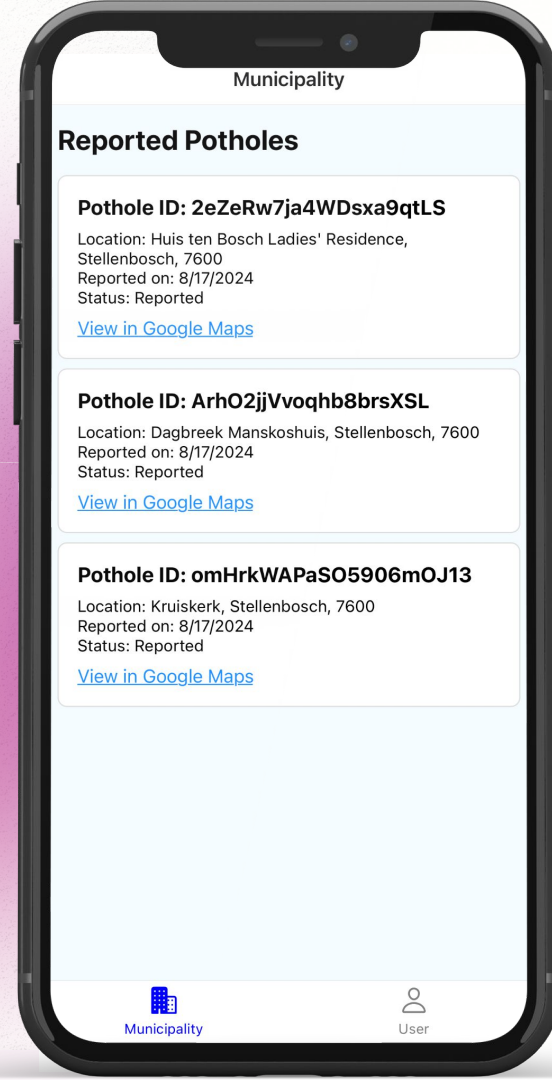 Municipality
Reported Potholes
Pothole ID: 2eZeRw7ja4WDsxa9qtLS
Location: Huis ten Bosch Ladies' Residence,
Stellenbosch, 7600
Reported on: 8/17/2024
Status: Reported
View in Google Maps
Pothole ID: ArhO2jjVvoqhb8brsXSL
Location: Dagbreek Manskoshuis, Stellenbosch, 7600
Reported on: 8/17/2024
Status: Reported
View in Google Maps
Pothole ID: omHrkWAPaSO5906mOJ13
Location: Kruiskerk, Stellenbosch, 7600
Reported on: 8/17/2024
Status: Reported
View in Google Maps
Municipality
User